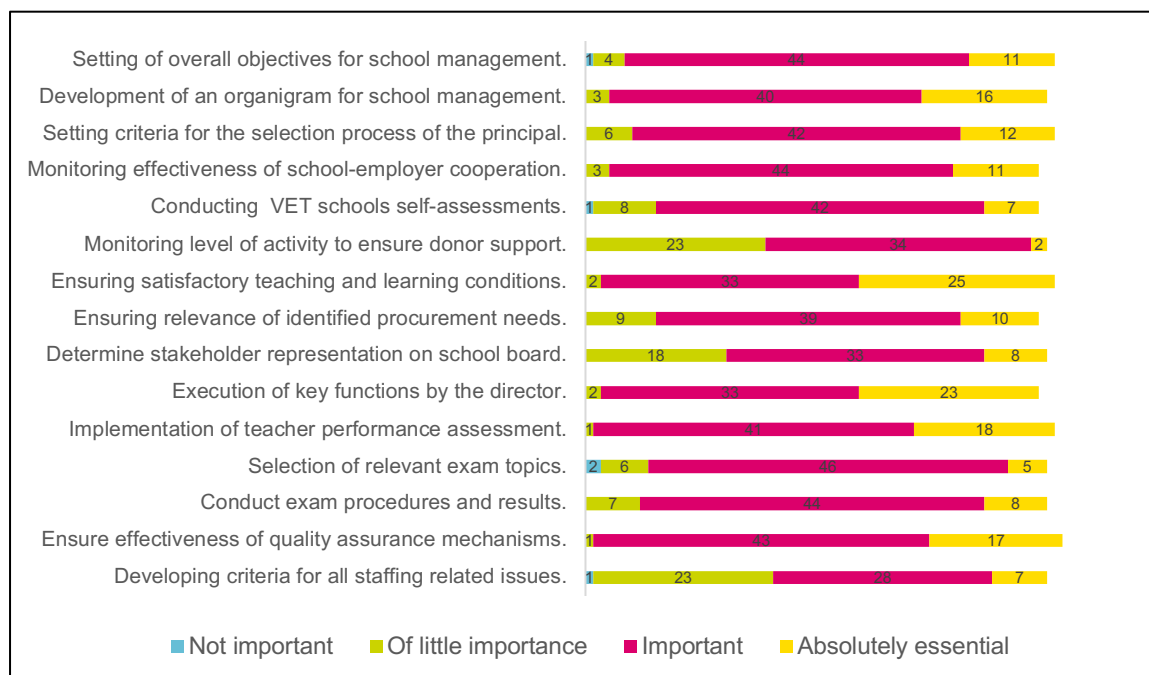 Setting of overall objectives for school management. 1 4 44 11
Development of an organigram for school management. 3 40 16
Setting criteria for the selection process of the principal. 6 42 12
Monitoring effectiveness of school-employer cooperation. 3 44 11
Conducting  VET schools self-assessments. 1 8 42 7
Monitoring level of activity to ensure donor support. 23 34 2
Ensuring satisfactory teaching and learning conditions. 2 33 25
Ensuring relevance of identified procurement needs. 9 39 10
Determine stakeholder representation on school board. 18 33 8
Execution of key functions by the director. 2 33 23
Implementation of teacher performance assessment. 1 41 18
Selection of relevant exam topics. 2 6 46 5
Conduct exam procedures and results. 7 44 8
Ensure effectiveness of quality assurance mechanisms. 1 43 17
Developing criteria for all staffing related issues. 1 23 28 7
Not important Of little importance Important Absolutely essential